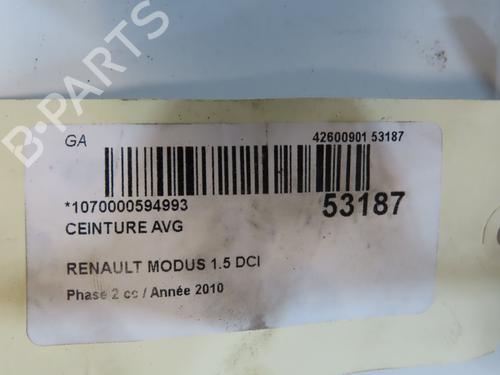 GA
42600901 53187
*1070000594993
53187
CEINTURE AVG
RENAULT MODUS 1.5 DCI
Phase 2 cc / Année 2010
B-PARTS